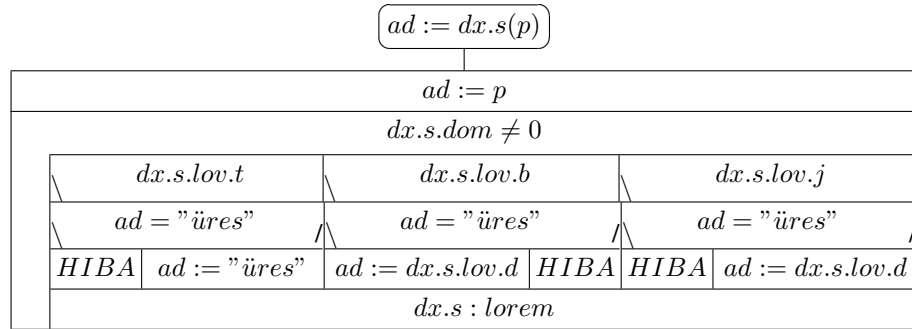 ad := dx.s(p)
ad := p
dx.s.dom ≠ 0
dx.s.lov.t dx.s.lov.b dx.s.lov.j
ad = ”üres” ad = ”üres” ad = ”üres”
HIBA ad := ”üres” ad := dx.s.lov.d HIBA HIBA ad := dx.s.lov.d
dx.s : lorem